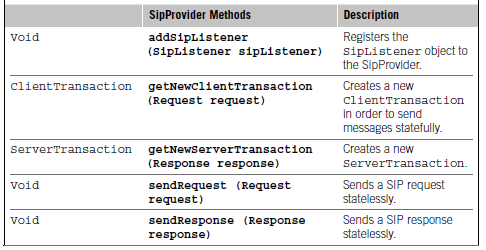 SipProvider Methods Description
Void addSipListener Registers the
(SipListener sipListener) SipListener object to
the SipProvider.
ClientTransaction getNewClientTransaction Creates a new
(Request request) ClientTransaction
in order to send
messages statefully.
ServerTransaction getNewServerTransaction Creates a new
(Response response) ServerTransaction.
Void sendRequest (Request Sends a SIP request
request) statelessly.
Void sendResponse (Response Sends a SIP response
response) statelessly.